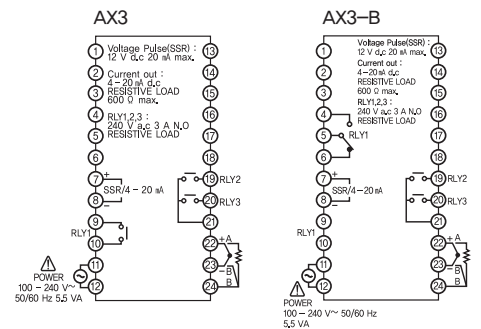 AX3
1
2
3
4
5
6
7
8
9
10
11
12
13
14
15
16
17
18
19
20
21
22
23
24
Voltage Pulse(SSR) :
12 V d.c 20 ㎃ max.
Current out :
4-20㎃ d.c
RESISTIVE LOAD
600 Ω max.
RLY1,2,3 :
240 V a.c 3 A N.O
RESISTIVE LOAD
+
SSR/4 - 20 ㎃
−
RLY1
RLY2
RLY3
+A
−B
B
POWER
100 - 240 V~
50/60 Hz 5.5 VA
AX3-B
1
2
3
4
5
6
7
8
9
10
11
12
13
14
15
16
17
18
19
20
21
22
23
24
Voltage Pulse(SSR) :
12 V d.c 20 ㎃ max.
Current out :
4-20㎃ d.c
RESISTIVE LOAD
600 Ω max.
RLY1,2,3 :
240 V a.c 3 A N.O
RESISTIVE LOAD
RLY1
+
SSR/4-20 ㎃
−
RLY1
RLY2
RLY3
+A
−B
B
POWER
100 - 240 V~ 50/60 Hz
5.5 VA